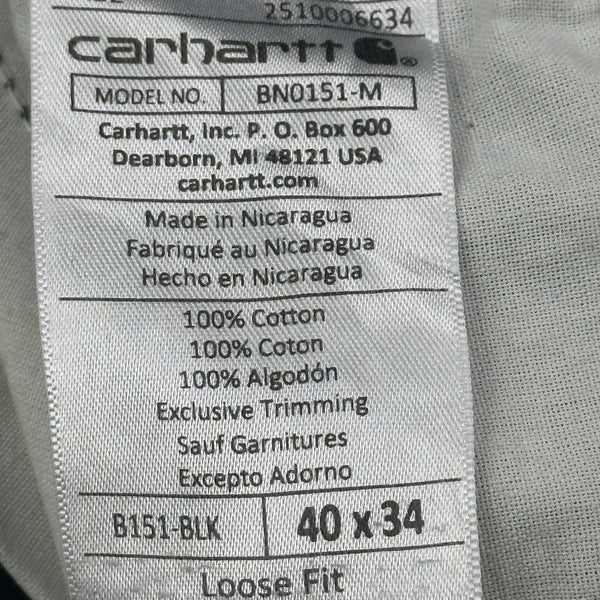 2510006634
carhartt
MODEL NO. BN0151-M
Carhartt, Inc. P. O. Box 600
Dearborn, MI 48121 USA
carhartt.com
Made in Nicaragua
Fabriqué au Nicaragua
Hecho en Nicaragua
100% Cotton
100% Coton
100% Algodón
Exclusive Trimming
Sauf Garnitures
Excepto Adorno
B151-BLK 40 x 34
Loose Fit